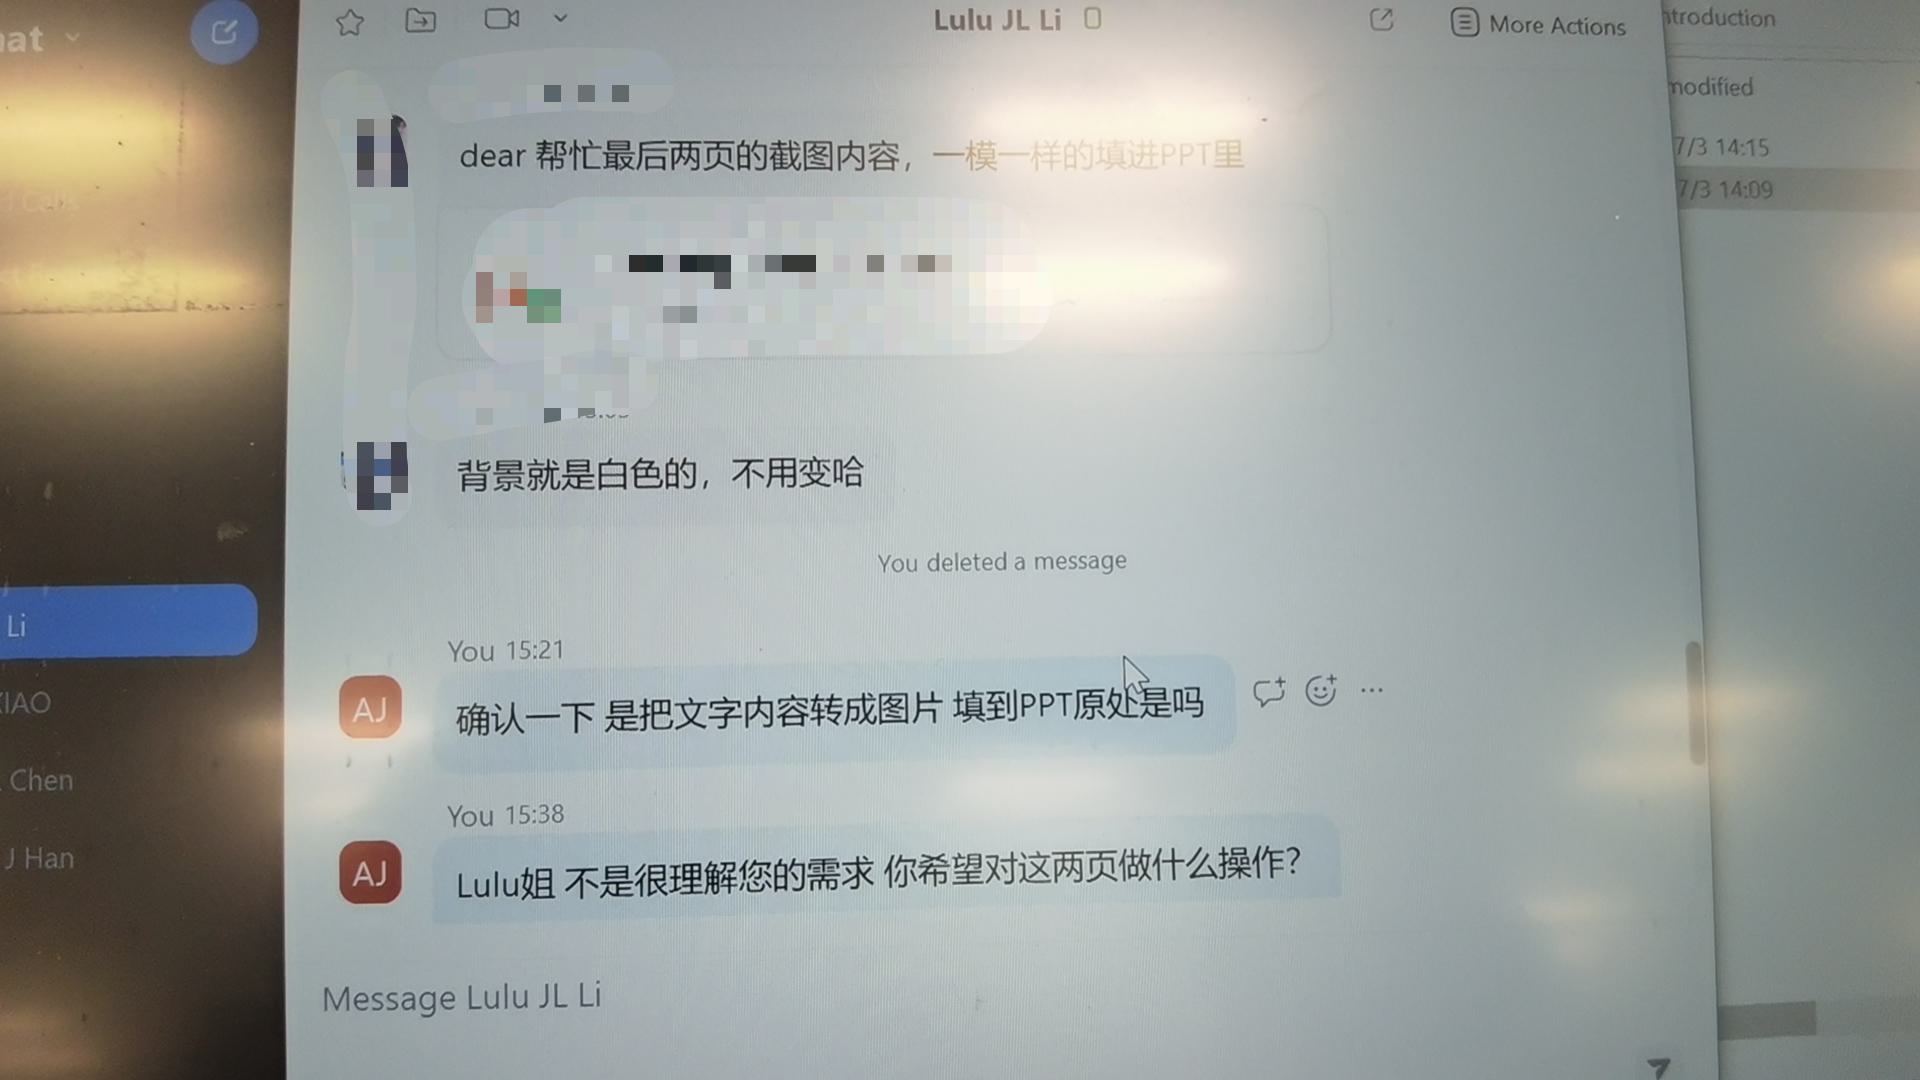 Lulu JL Li
More Actions
troduction
modified
7/3 14:15
7/3 14:09
dear 帮忙最后两页的截图内容，一模一样的填进PPT里
背景就是白色的，不用变哈
You deleted a message
Li
You 15:21
AJ
确认一下 是把文字内容转成图片 填到PPT原处是吗
XIAO
Chen
You 15:38
J Han
AJ
Lulu姐 不是很理解您的需求 你希望对这两页做什么操作?
Message Lulu JL Li